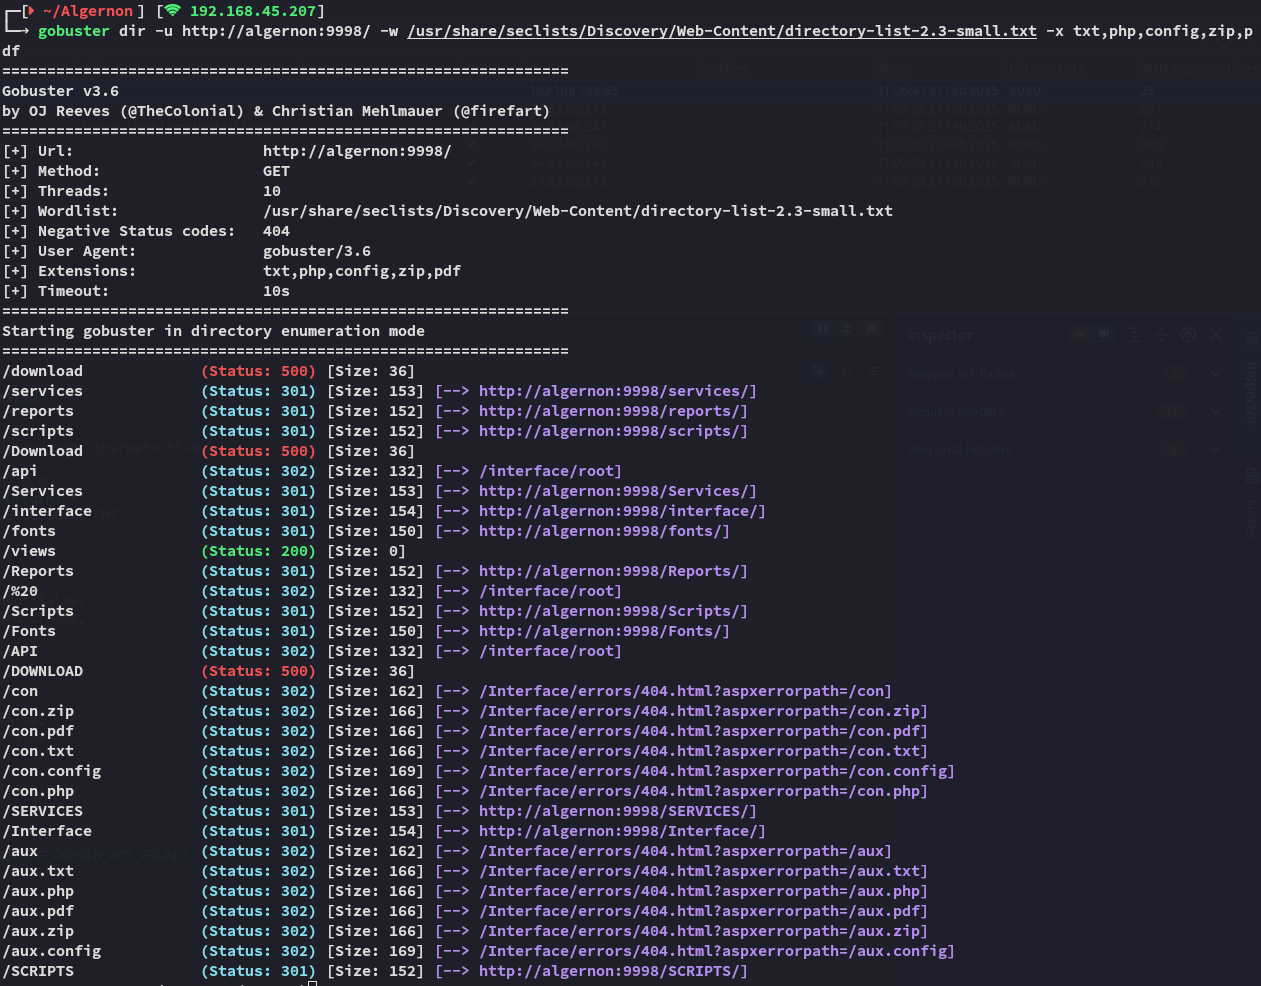 ┌─[ ~/Algernon ] [ 192.168.45.207]
└─→ gobuster dir -u http://algernon:9998/ -w /usr/share/seclists/Discovery/Web-Content/directory-list-2.3-small.txt -x txt,php,config,zip,p
df
===============================================================
Gobuster v3.6
by OJ Reeves (@TheColonial) & Christian Mehlmauer (@firefart)
===============================================================
[+] Url:                     http://algernon:9998/
[+] Method:                  GET
[+] Threads:                 10
[+] Wordlist:                /usr/share/seclists/Discovery/Web-Content/directory-list-2.3-small.txt
[+] Negative Status codes:   404
[+] User Agent:              gobuster/3.6
[+] Extensions:              txt,php,config,zip,pdf
[+] Timeout:                 10s
===============================================================
Starting gobuster in directory enumeration mode
===============================================================
/download             (Status: 500) [Size: 36]
/services             (Status: 301) [Size: 153] [--> http://algernon:9998/services/]
/reports              (Status: 301) [Size: 152] [--> http://algernon:9998/reports/]
/scripts              (Status: 301) [Size: 152] [--> http://algernon:9998/scripts/]
/Download             (Status: 500) [Size: 36]
/api                  (Status: 302) [Size: 132] [--> /interface/root]
/Services             (Status: 301) [Size: 153] [--> http://algernon:9998/Services/]
/interface            (Status: 301) [Size: 154] [--> http://algernon:9998/interface/]
/fonts                (Status: 301) [Size: 150] [--> http://algernon:9998/fonts/]
/views                (Status: 200) [Size: 0]
/Reports              (Status: 301) [Size: 152] [--> http://algernon:9998/Reports/]
/%20                  (Status: 302) [Size: 132] [--> /interface/root]
/Scripts              (Status: 301) [Size: 152] [--> http://algernon:9998/Scripts/]
/Fonts                (Status: 301) [Size: 150] [--> http://algernon:9998/Fonts/]
/API                  (Status: 302) [Size: 132] [--> /interface/root]
/DOWNLOAD             (Status: 500) [Size: 36]
/con                  (Status: 302) [Size: 162] [--> /Interface/errors/404.html?aspxerrorpath=/con]
/con.zip              (Status: 302) [Size: 166] [--> /Interface/errors/404.html?aspxerrorpath=/con.zip]
/con.pdf              (Status: 302) [Size: 166] [--> /Interface/errors/404.html?aspxerrorpath=/con.pdf]
/con.txt              (Status: 302) [Size: 166] [--> /Interface/errors/404.html?aspxerrorpath=/con.txt]
/con.config           (Status: 302) [Size: 169] [--> /Interface/errors/404.html?aspxerrorpath=/con.config]
/con.php              (Status: 302) [Size: 166] [--> /Interface/errors/404.html?aspxerrorpath=/con.php]
/SERVICES             (Status: 301) [Size: 153] [--> http://algernon:9998/SERVICES/]
/Interface            (Status: 301) [Size: 154] [--> http://algernon:9998/Interface/]
/aux                  (Status: 302) [Size: 162] [--> /Interface/errors/404.html?aspxerrorpath=/aux]
/aux.txt              (Status: 302) [Size: 166] [--> /Interface/errors/404.html?aspxerrorpath=/aux.txt]
/aux.php              (Status: 302) [Size: 166] [--> /Interface/errors/404.html?aspxerrorpath=/aux.php]
/aux.pdf              (Status: 302) [Size: 166] [--> /Interface/errors/404.html?aspxerrorpath=/aux.pdf]
/aux.zip              (Status: 302) [Size: 166] [--> /Interface/errors/404.html?aspxerrorpath=/aux.zip]
/aux.config           (Status: 302) [Size: 169] [--> /Interface/errors/404.html?aspxerrorpath=/aux.config]
/SCRIPTS              (Status: 301) [Size: 152] [--> http://algernon:9998/SCRIPTS/]